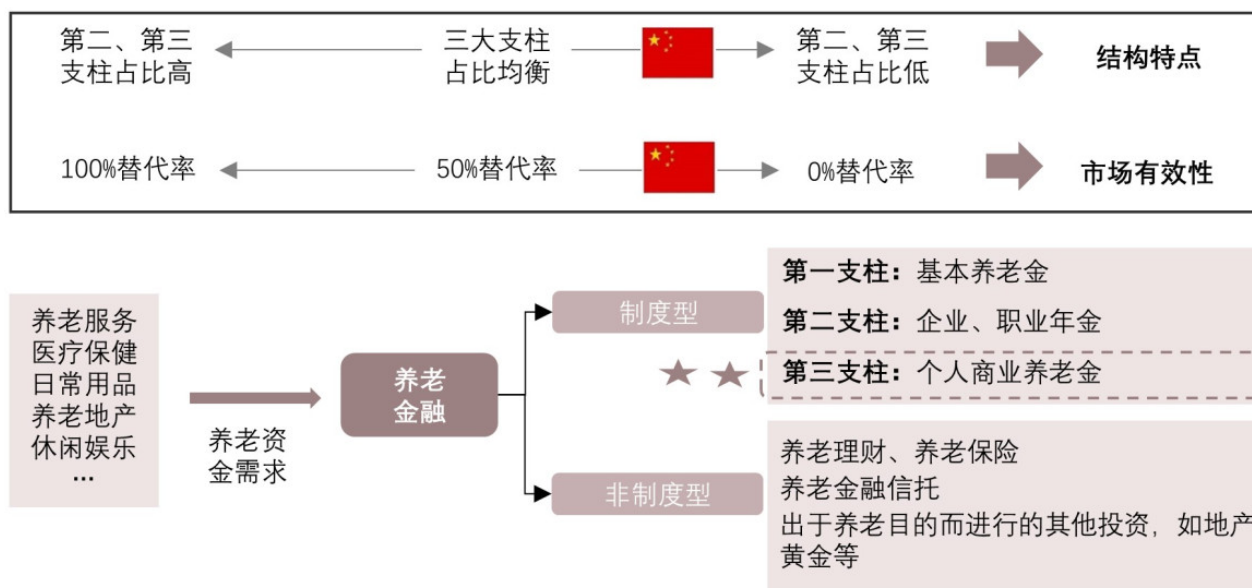 第二、第三
支柱占比高
三大支柱
占比均衡
第二、第三
支柱占比低
结构特点
100%替代率
50%替代率
0%替代率
市场有效性
养老服务
医疗保健
日常用品
养老地产
休闲娱乐
...
养老资
金需求
养老
金融
制度型
第一支柱：基本养老金
第二支柱：企业、职业年金
第三支柱：个人商业养老金
非制度型
养老理财、养老保险
养老金融信托
出于养老目的而进行的其他投资，如地产
黄金等